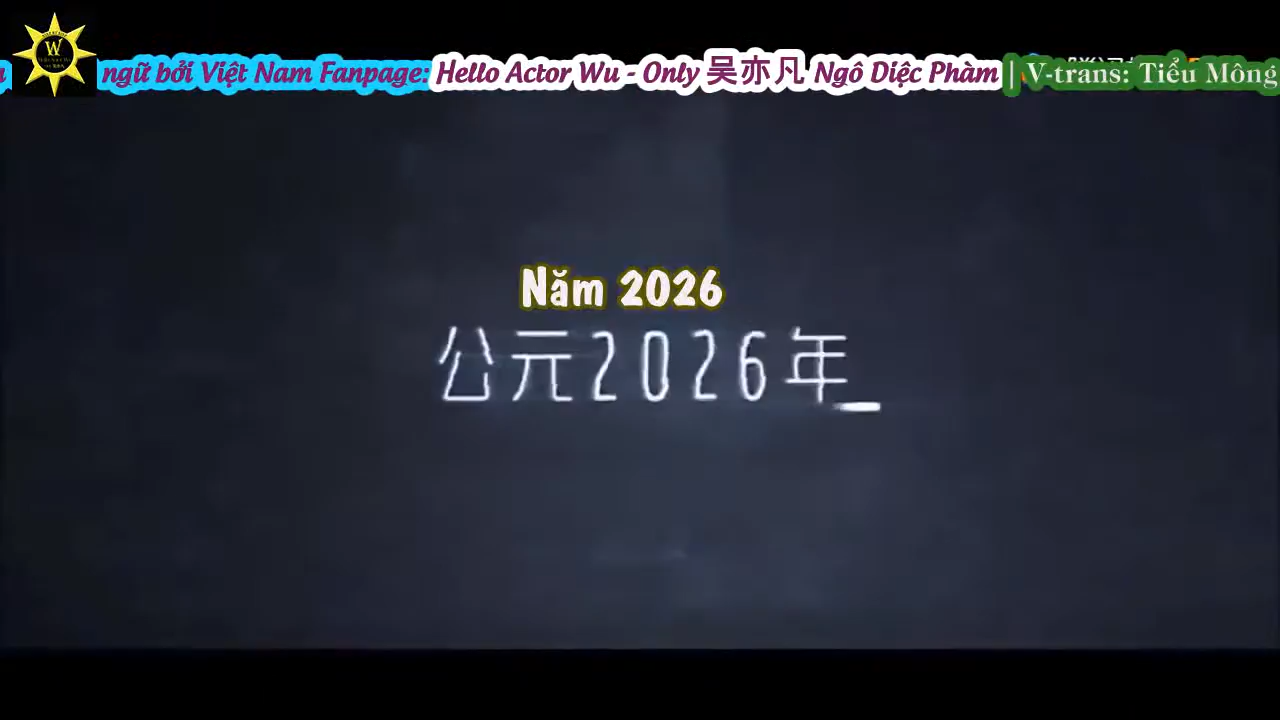 ngữ bởi Việt Nam Fanpage: Hello Actor Wu - Only 吴亦凡 Ngô Diệc Phàm | V-trans: Tiểu Mông
W
Năm 2026
公元2026年_